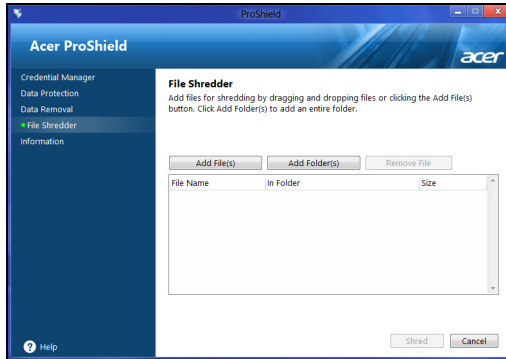 ProShield
Acer ProShield
acer
Credential Manager
Data Protection
Data Removal
File Shredder
Information
Help
File Shredder
Add files for shredding by dragging and dropping files or clicking the Add File(s)
button. Click Add Folder(s) to add an entire folder.
Add File(s) Add Folder(s) Remove File
File Name In Folder Size
Shred Cancel